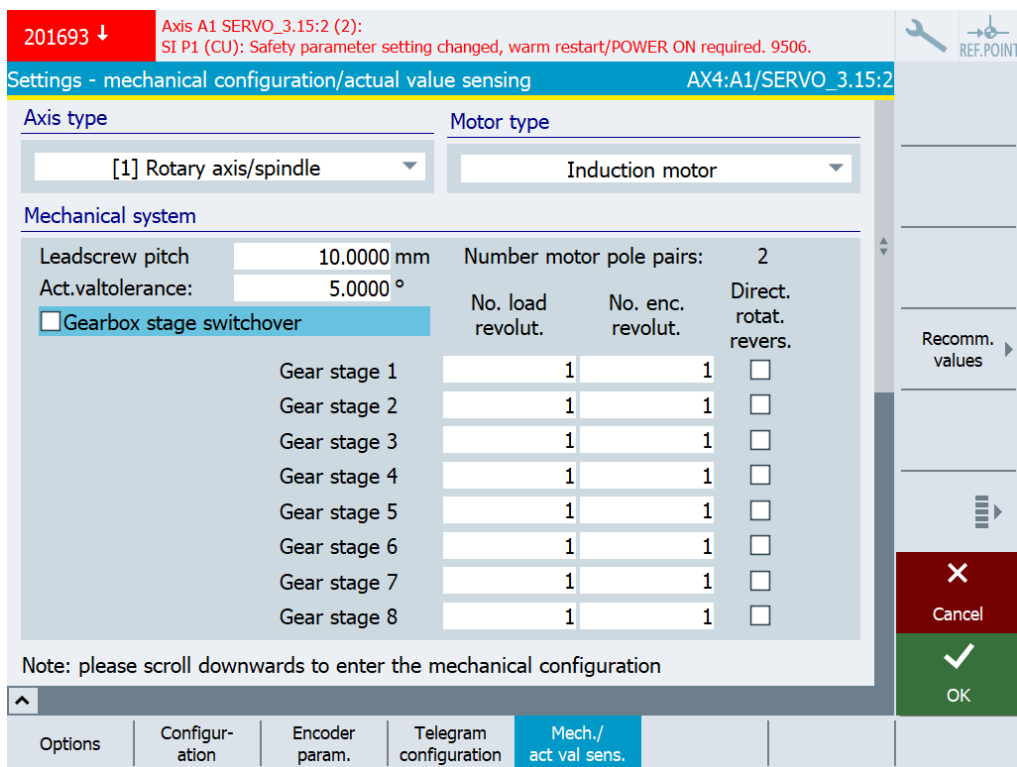 201693
Axis A1 SERVO_3.15:2 (2):
SI P1 (CU): Safety parameter setting changed, warm restart/POWER ON required. 9506.
REF.POINT
Settings - mechanical configuration/actual value sensing AX4:A1/SERVO_3.15:2
Axis type
Motor type
[1] Rotary axis/spindle
Induction motor
Mechanical system
Leadscrew pitch 10.0000 mm Number motor pole pairs: 2
Act.valtolerance: 5.0000 °
No. load
revolut.
No. enc.
revolut.
Direct.
rotat.
revers.
Gearbox stage switchover
Gear stage 1 1 1
Gear stage 2 1 1
Gear stage 3 1 1
Gear stage 4 1 1
Gear stage 5 1 1
Gear stage 6 1 1
Gear stage 7 1 1
Gear stage 8 1 1
Note: please scroll downwards to enter the mechanical configuration
Recomm.
values
Cancel
OK
Options
Configur-
ation
Encoder
param.
Telegram
configuration
Mech./
act val sens.